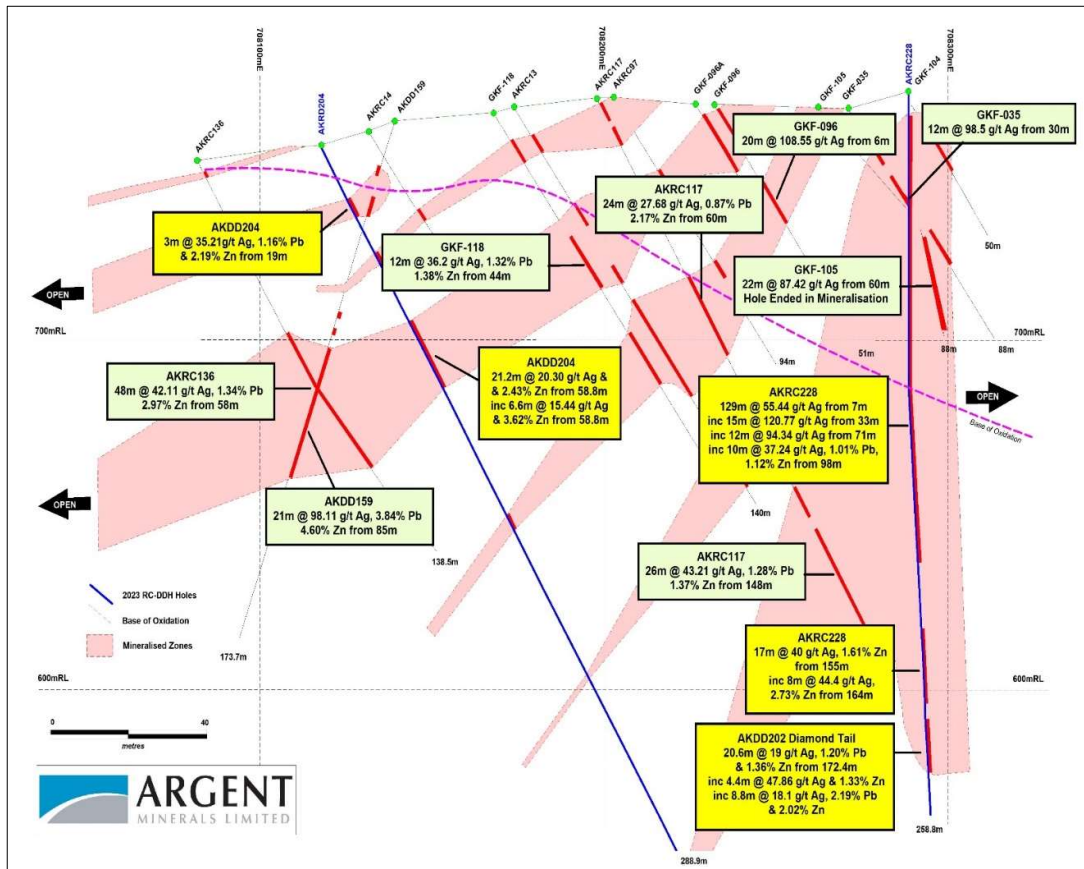 708100mE
708200mE
708300mE
AKRC136
AKRD204
AKRC14
AKDD159
GKF-118
AKRC13
AKRC117
AKRC97
GKF-096A
GKF-096
GKF-105
GKF-035
AKRC228
GKF-104
GKF-035
12m @ 98.5 g/t Ag from 30m
GKF-096
20m @ 108.55 g/t Ag from 6m
AKRC117
24m @ 27.68 g/t Ag, 0.87% Pb
2.17% Zn from 60m
AKDD204
3m @ 35.21g/t Ag, 1.16% Pb
& 2.19% Zn from 19m
GKF-118
12m @ 36.2 g/t Ag, 1.32% Pb
1.38% Zn from 44m
50m
GKF-105
22m @ 87.42 g/t Ag from 60m
Hole Ended in Mineralisation
OPEN
700mRL
700mRL
88m
88m
51m
94m
AKRC136
48m @ 42.11 g/t Ag, 1.34% Pb
2.97% Zn from 58m
AKDD204
21.2m @ 20.30 g/t Ag &
& 2.43% Zn from 58.8m
inc 6.6m @ 15.44 g/t Ag
& 3.62% Zn from 58.8m
AKRC228
129m @ 55.44 g/t Ag from 7m
inc 15m @ 120.77 g/t Ag from 33m
inc 12m @ 94.34 g/t Ag from 71m
inc 10m @ 37.24 g/t Ag, 1.01% Pb,
1.12% Zn from 98m
OPEN
Base of Oxidation
OPEN
AKDD159
21m @ 98.11 g/t Ag, 3.84% Pb
4.60% Zn from 85m
140m
138.5m
AKRC117
26m @ 43.21 g/t Ag, 1.28% Pb
1.37% Zn from 148m
2023 RC-DDH Holes
Base of Oxidation
Mineralised Zones
173.7m
AKRC228
17m @ 40 g/t Ag, 1.61% Zn
from 155m
inc 8m @ 44.4 g/t Ag,
2.73% Zn from 164m
600mRL
600mRL
0 40
metres
AKDD202 Diamond Tail
20.6m @ 19 g/t Ag, 1.20% Pb
& 1.36% Zn from 172.4m
inc 4.4m @ 47.86 g/t Ag & 1.33% Zn
inc 8.8m @ 18.1 g/t Ag, 2.19% Pb
& 2.02% Zn
ARGENT
MINERALS LIMITED
258.8m
288.9m